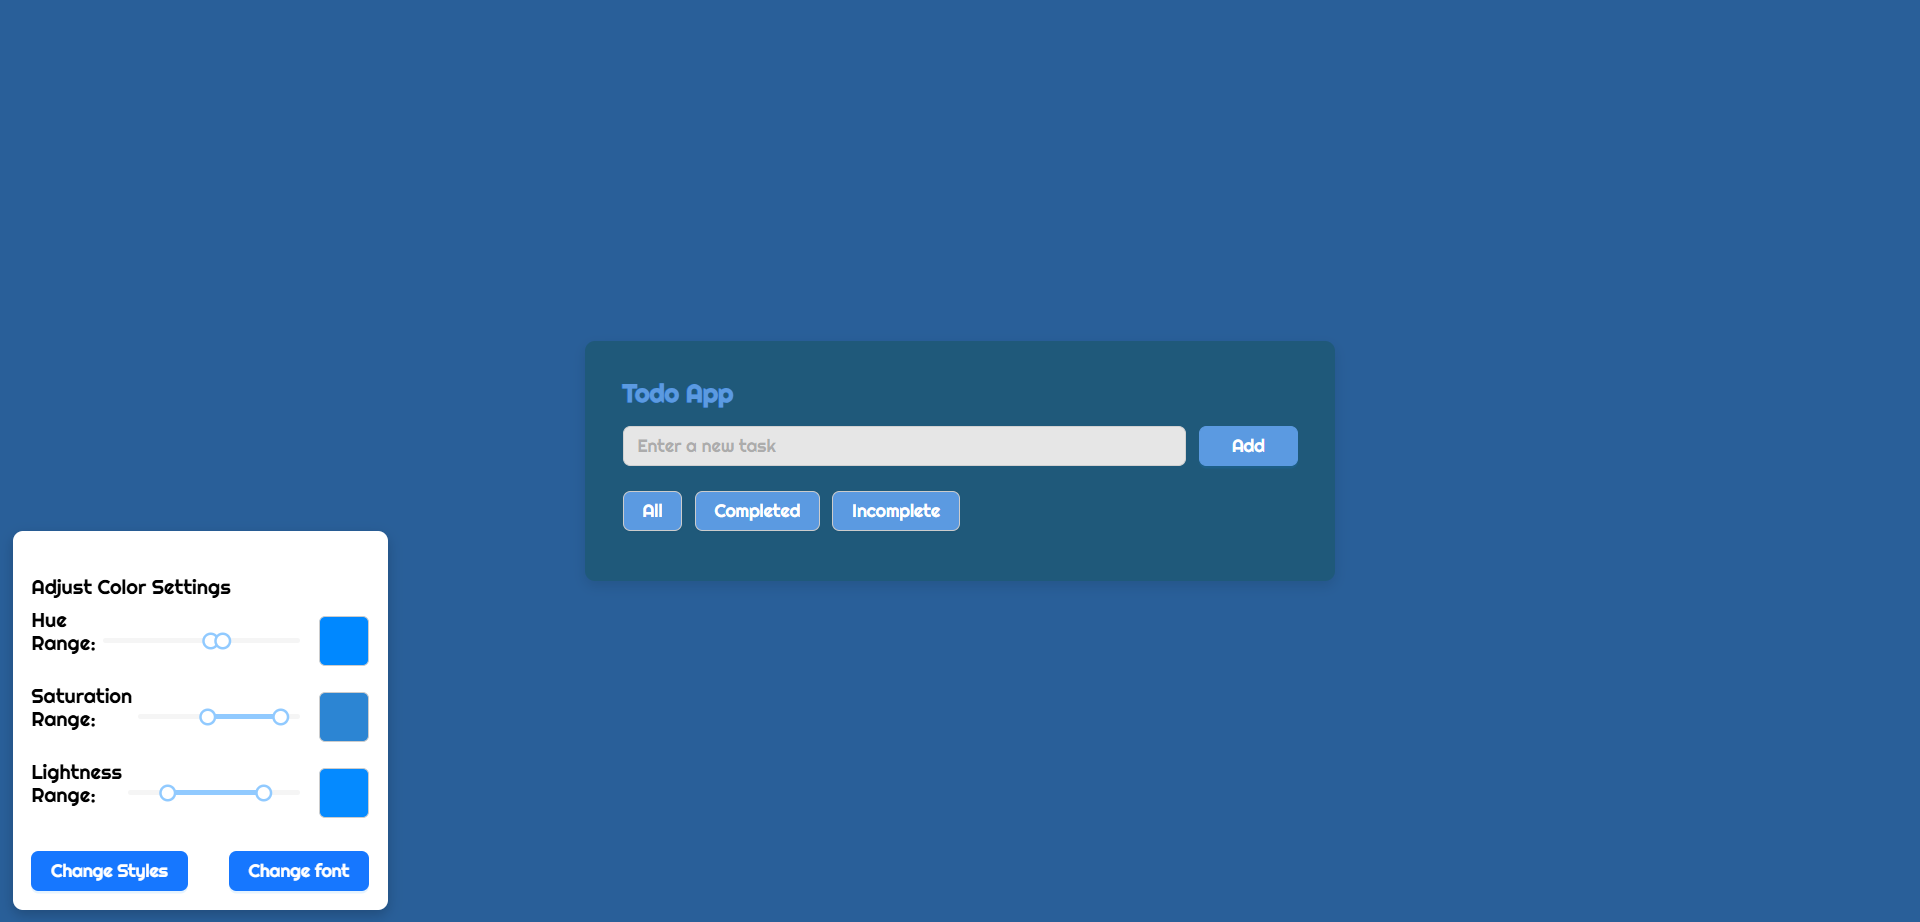 Todo App
Enter a new task
Add
All
Completed
Incomplete
Adjust Color Settings
Hue
Range:
Saturation
Range:
Lightness
Range:
Change Styles
Change font